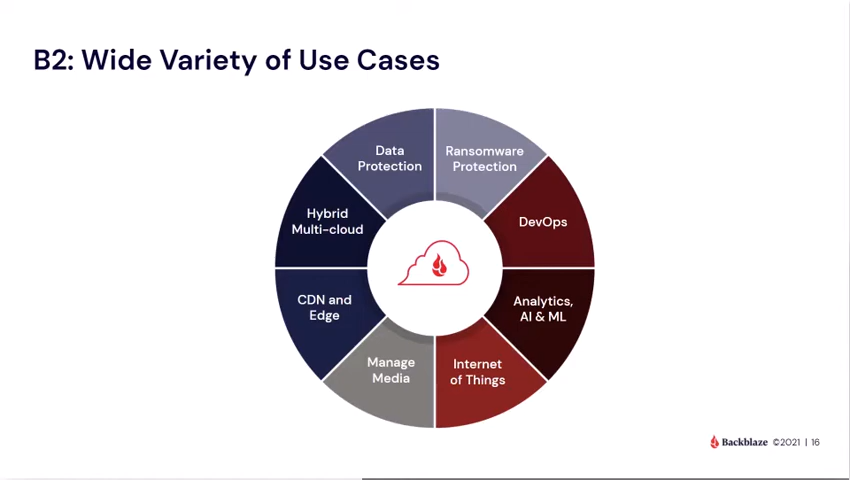 B2: Wide Variety of Use Cases
Data
Protection
Ransomware
Protection
Hybrid
Multi-cloud
DevOps
CDN and
Edge
Analytics,
AI & ML
Manage
Media
Internet
of Things
Backblaze ©2021 | 16